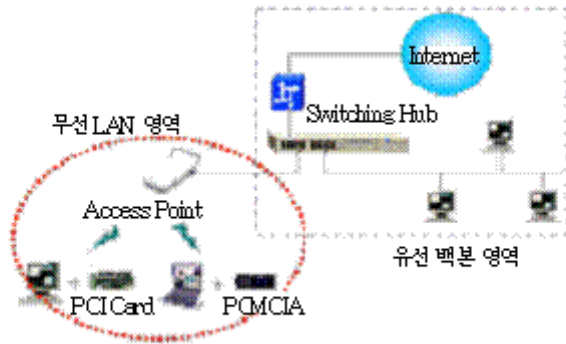 Internet
Switching Hub
무선 LAN 영역
Access Point
유선 백본 영역
PCI Card
PCMCIA